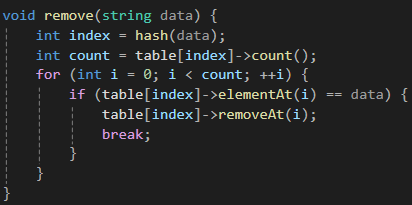 void remove(string data) {
    int index = hash(data);
    int count = table[index]->count();
    for (int i = 0; i < count; ++i) {
        if (table[index]->elementAt(i) == data) {
            table[index]->removeAt(i);
            break;
        }
    }
}